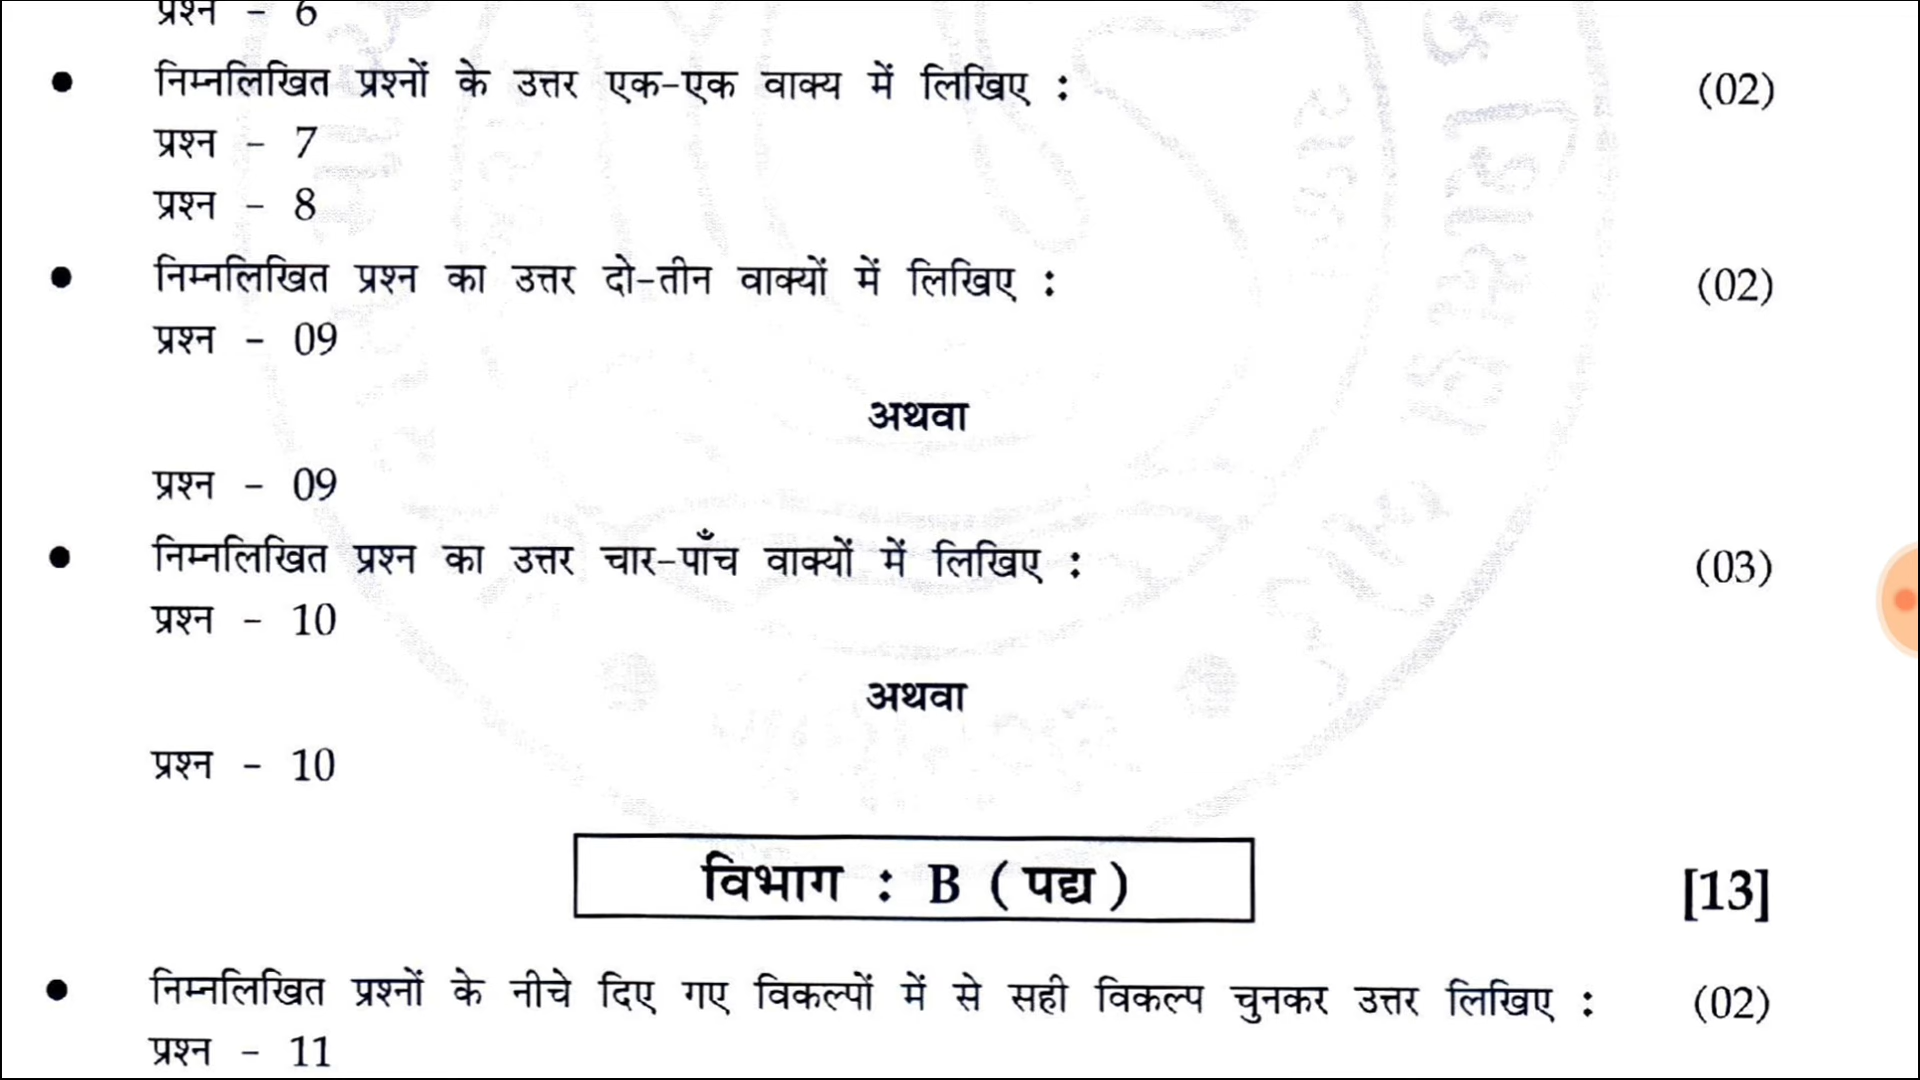 प्रश्न - 6
● निम्नलिखित प्रश्नों के उत्तर एक-एक वाक्य में लिखिए : (02)
प्रश्न - 7
प्रश्न - 8
● निम्नलिखित प्रश्न का उत्तर दो-तीन वाक्यों में लिखिए : (02)
प्रश्न - 09
अथवा
प्रश्न - 09
● निम्नलिखित प्रश्न का उत्तर चार-पाँच वाक्यों में लिखिए : (03)
प्रश्न - 10
अथवा
प्रश्न - 10
विभाग : B ( पद्य ) [13]
● निम्नलिखित प्रश्नों के नीचे दिए गए विकल्पों में से सही विकल्प चुनकर उत्तर लिखिए : (02)
प्रश्न - 11